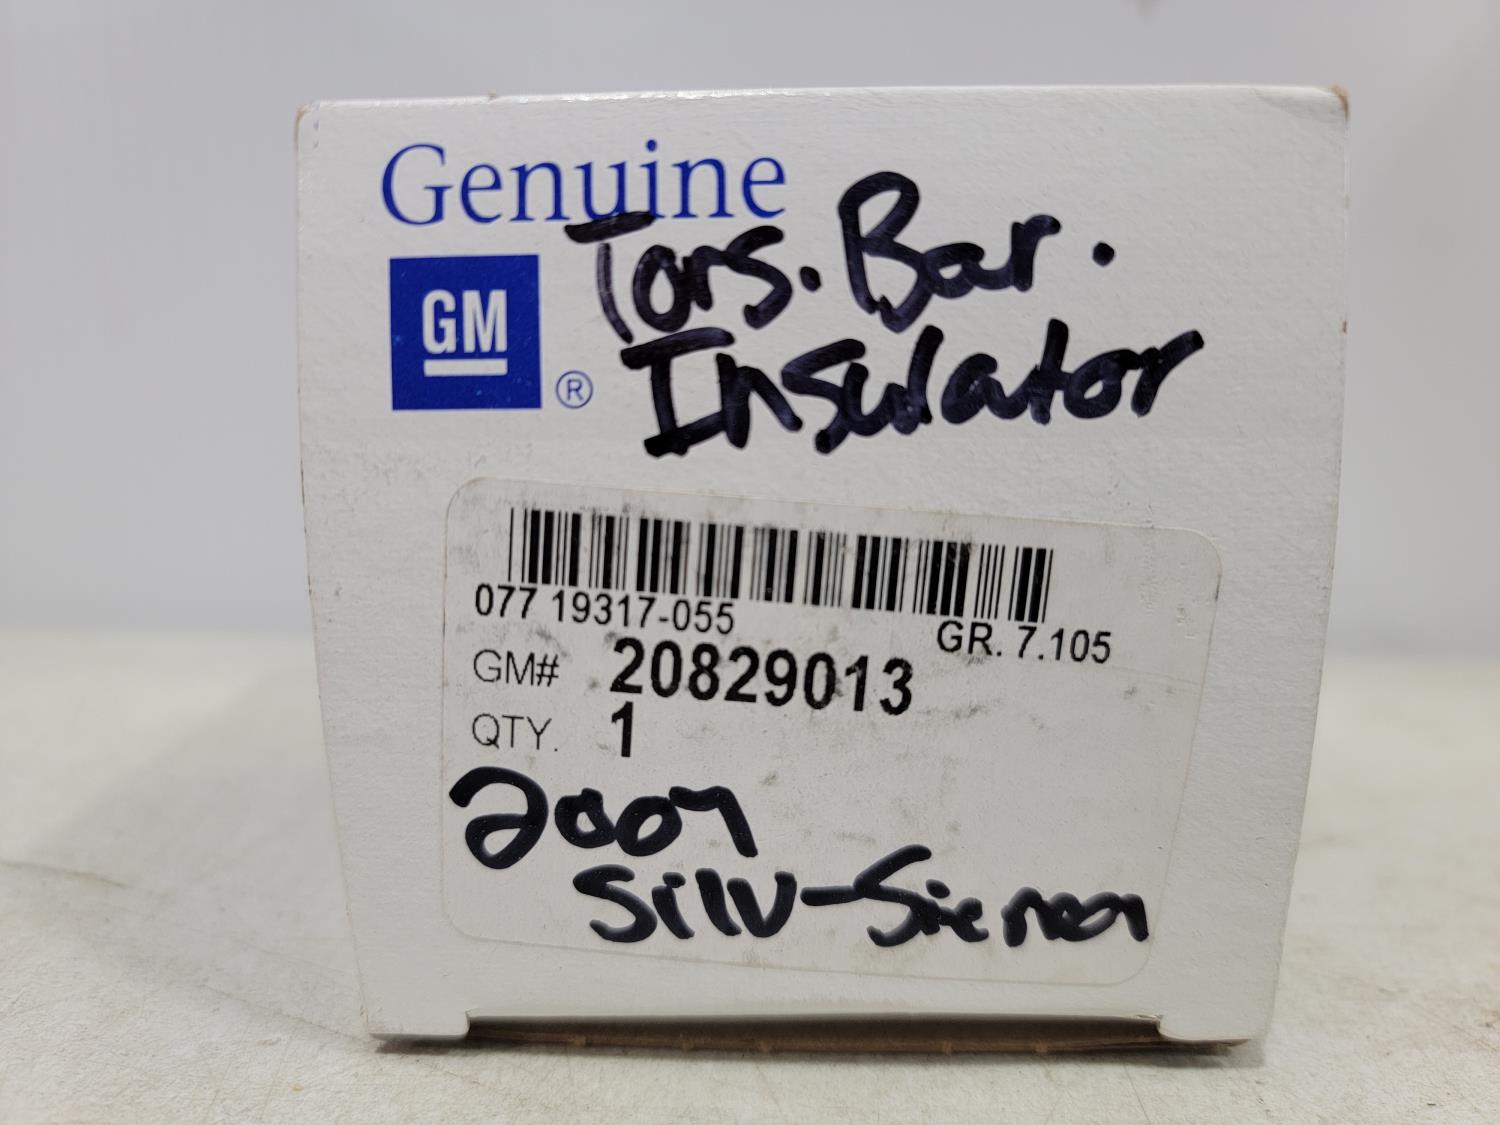 Genuine
GM ®
Tors. Bar.
Insulator
077 19317-055
GR. 7.105
GM# 20829013
QTY. 1
2007
Silv-Sierra